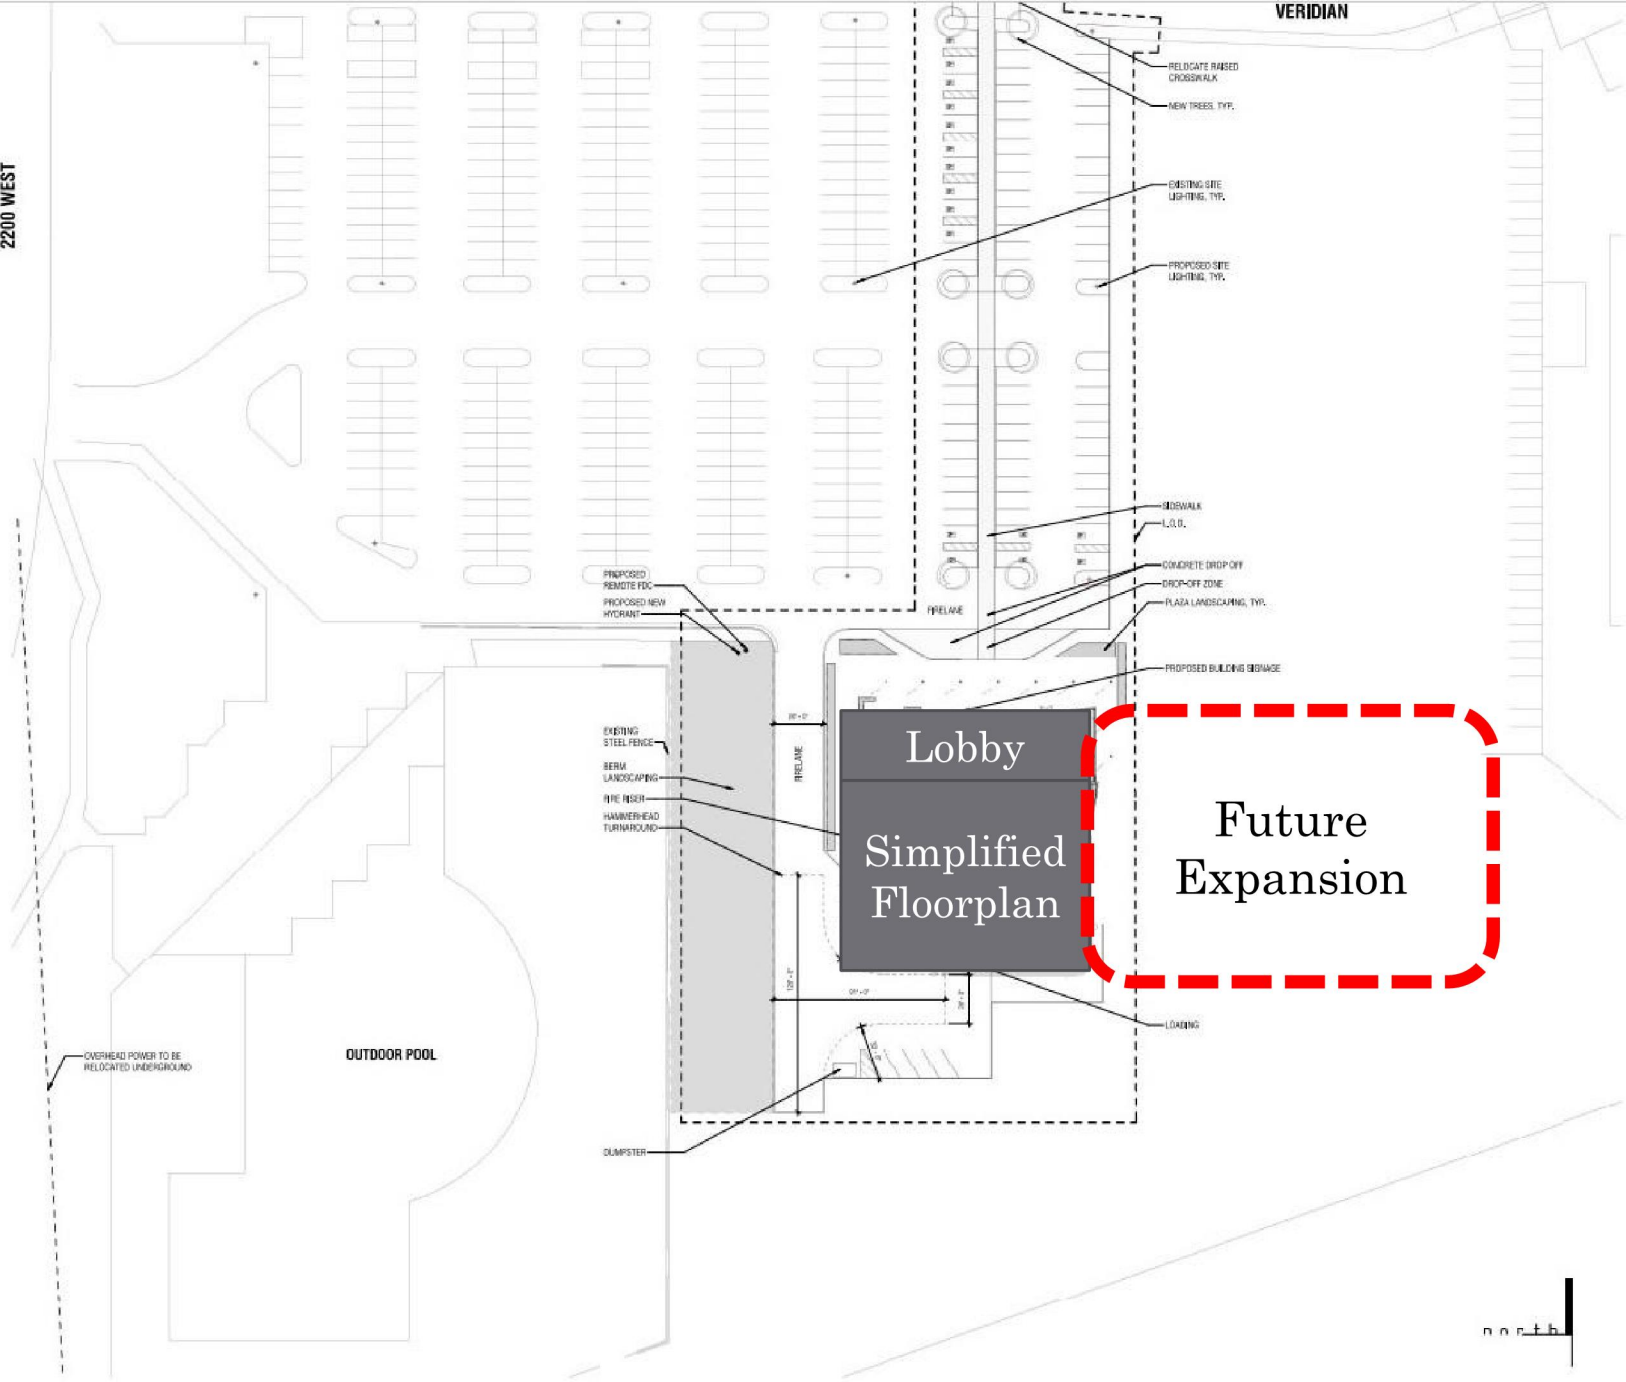 VERIDIAN
2200 WEST
RELOCATE RAISED
CROSSWALK
NEW TREES, TYP.
EXISTING SITE
LIGHTING, TYP.
PROPOSED SITE
LIGHTING, TYP.
SIDEWALK
L.O.D.
CONCRETE DROP OFF
DROP-OFF ZONE
PLAZA LANDSCAPING, TYP.
PROPOSED
REMOTE FDC
PROPOSED NEW
HYDRANT
FIRELANE
PROPOSED BUILDING SIGNAGE
EXISTING
STEEL FENCE
BERM
LANDSCAPING
FIRE RISER
HAMMERHEAD
TURNAROUND
FIRELANE
Lobby
Simplified
Floorplan
Future
Expansion
LOADING
OUTDOOR POOL
OVERHEAD POWER TO BE
RELOCATED UNDERGROUND
DUMPSTER
north